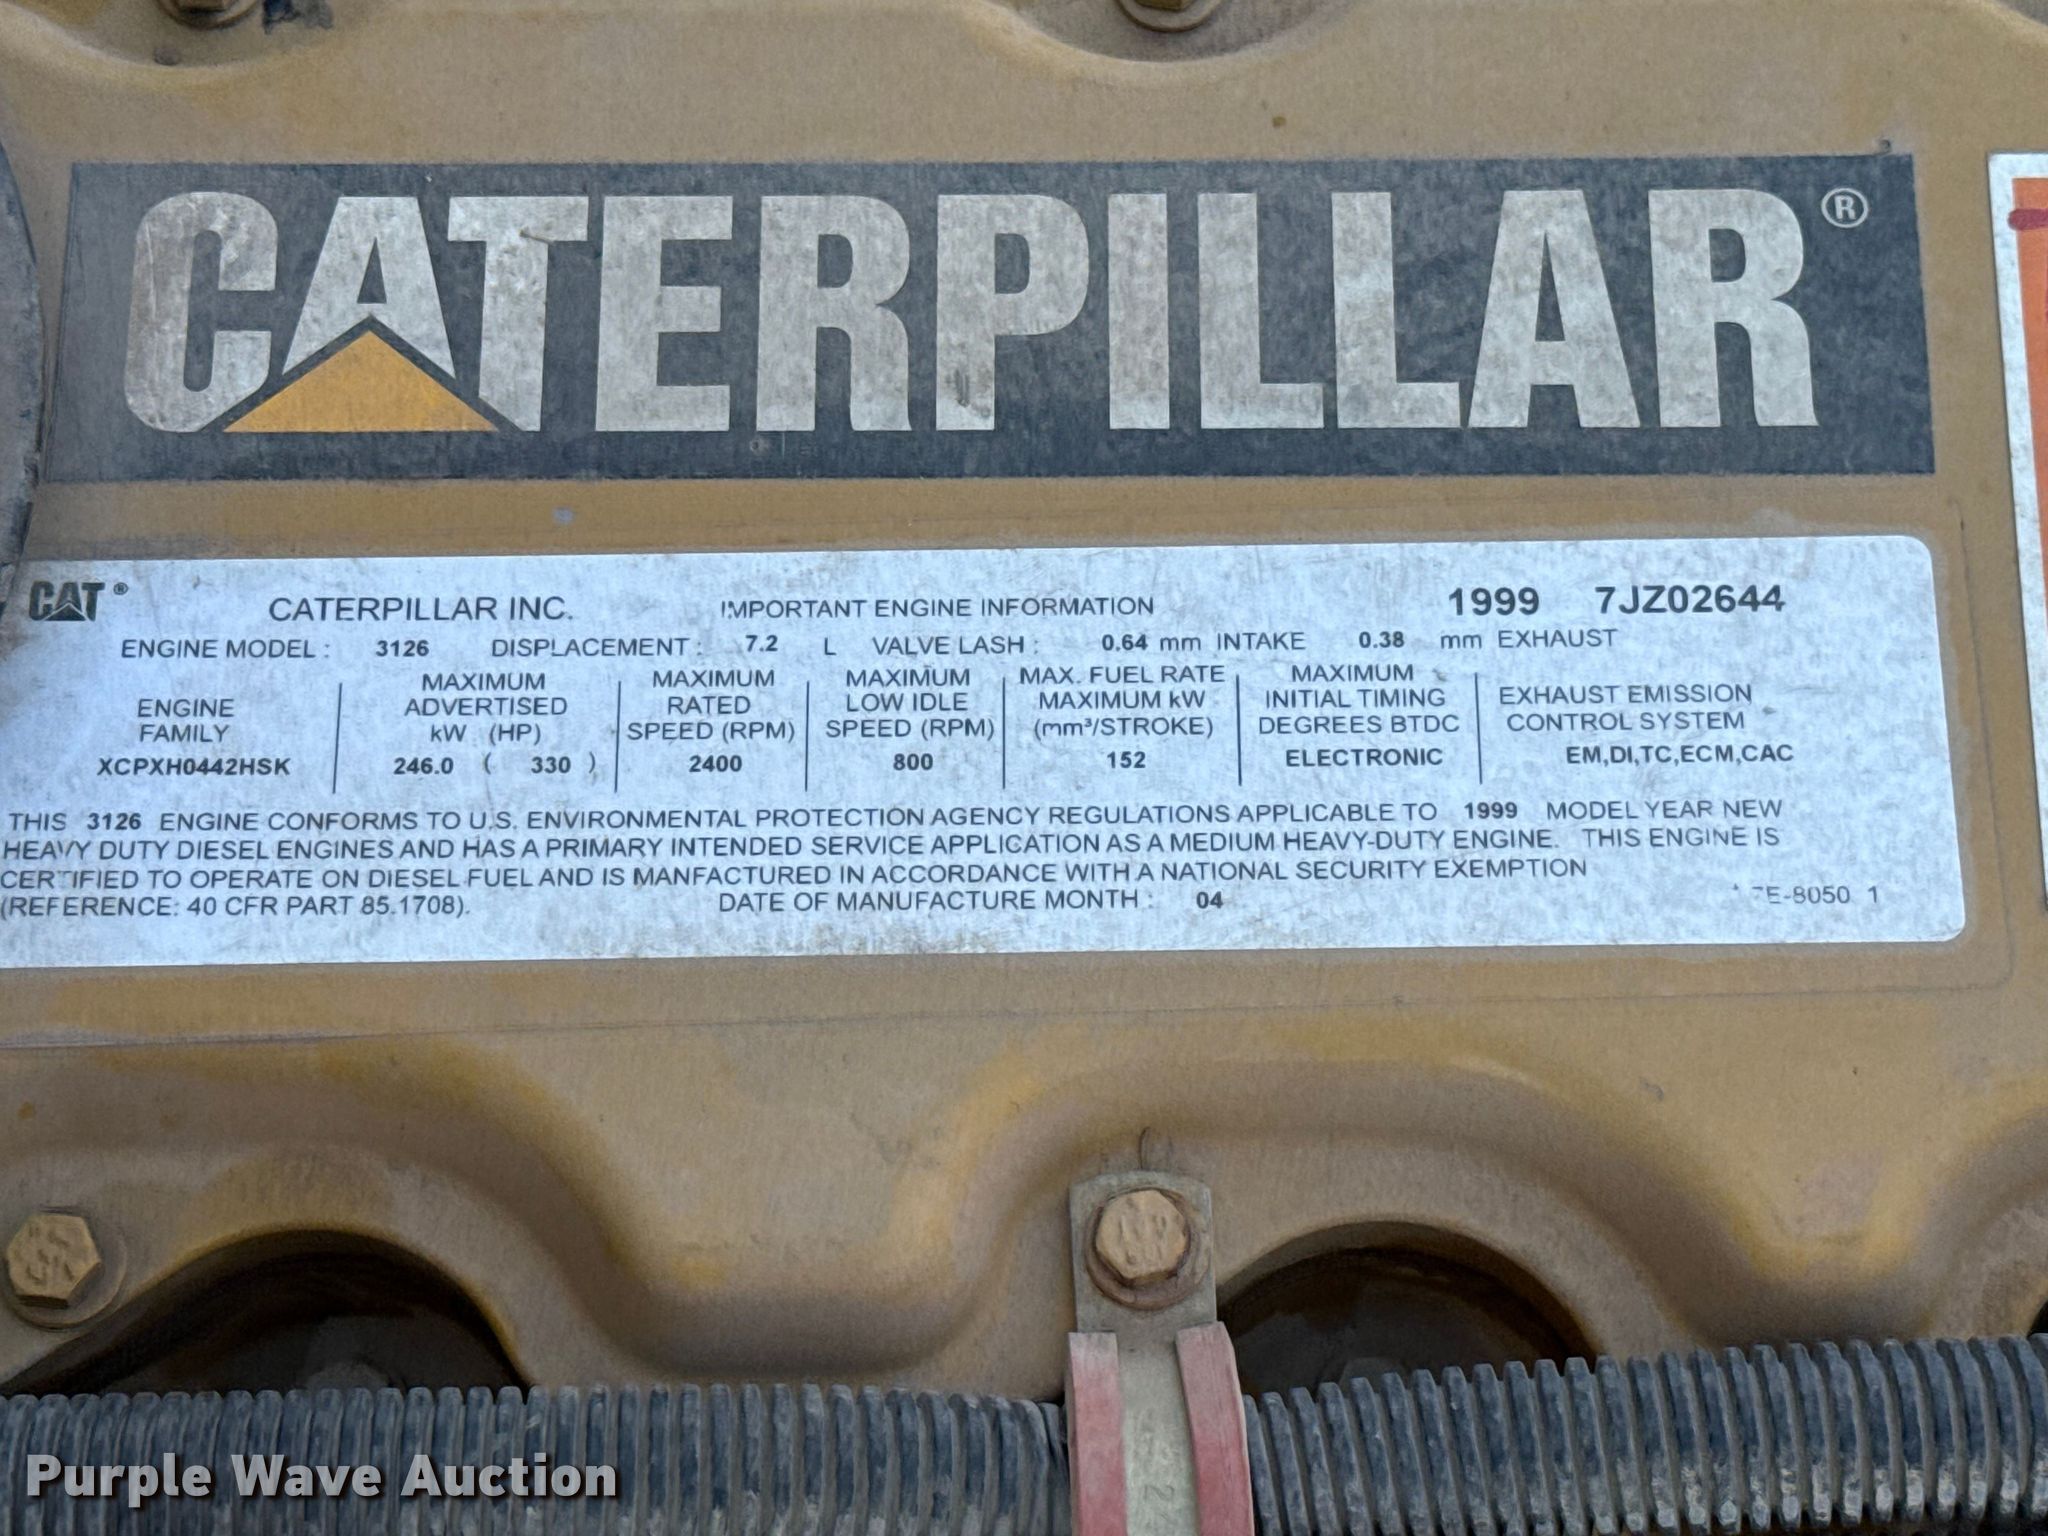 CATERPILLAR®
CAT® CATERPILLAR INC. IMPORTANT ENGINE INFORMATION 1999 7JZ02644
ENGINE MODEL : 3126 DISPLACEMENT : 7.2 L VALVE LASH : 0.64 mm INTAKE 0.38 mm EXHAUST
ENGINE
FAMILY
XCPXH0442HSK
MAXIMUM
ADVERTISED
kW (HP)
246.0 ( 330 )
MAXIMUM
RATED
SPEED (RPM)
2400
MAXIMUM
LOW IDLE
SPEED (RPM)
800
MAX. FUEL RATE
MAXIMUM kW
(mm³/STROKE)
152
MAXIMUM
INITIAL TIMING
DEGREES BTDC
ELECTRONIC
EXHAUST EMISSION
CONTROL SYSTEM
EM,DI,TC,ECM,CAC
THIS 3126 ENGINE CONFORMS TO U.S. ENVIRONMENTAL PROTECTION AGENCY REGULATIONS APPLICABLE TO 1999 MODEL YEAR NEW
HEAVY DUTY DIESEL ENGINES AND HAS A PRIMARY INTENDED SERVICE APPLICATION AS A MEDIUM HEAVY-DUTY ENGINE. THIS ENGINE IS
CERTIFIED TO OPERATE ON DIESEL FUEL AND IS MANFACTURED IN ACCORDANCE WITH A NATIONAL SECURITY EXEMPTION
(REFERENCE: 40 CFR PART 85.1708). DATE OF MANUFACTURE MONTH : 04
Purple Wave Auction